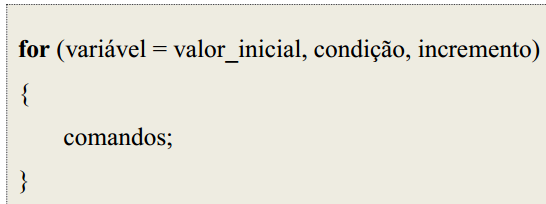 for (variável = valor_inicial, condição, incremento)
{
comandos;
}